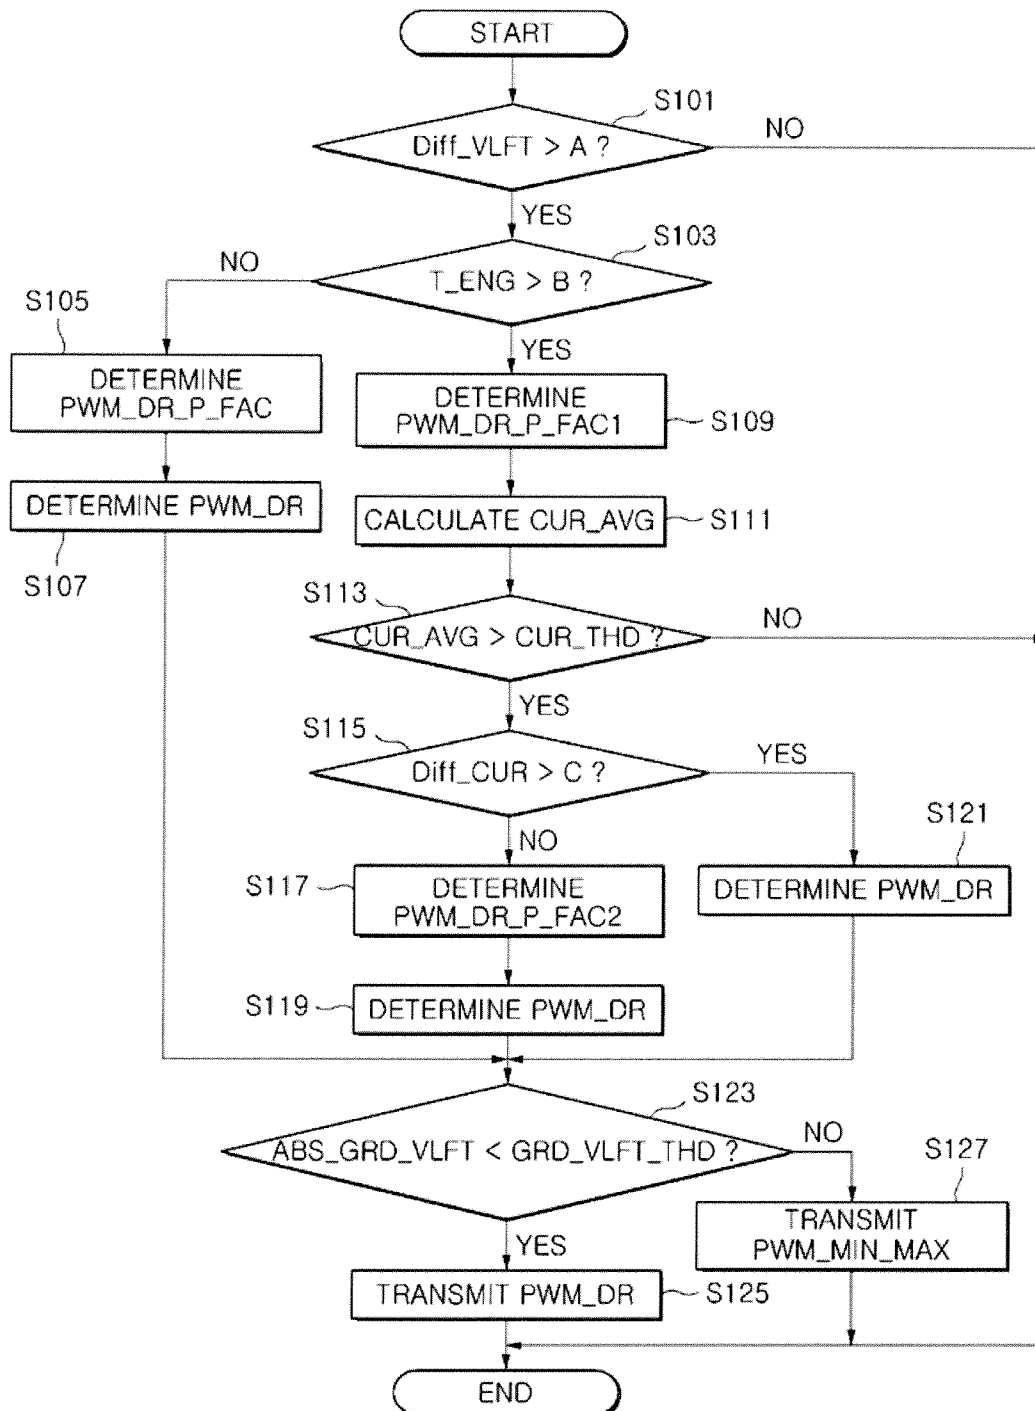 START
S101
Diff_VLFT > A ?
NO
YES
S103
T_ENG > B ?
NO
YES
S105
DETERMINE
PWM_DR_P_FAC
DETERMINE
PWM_DR_P_FAC1
S109
DETERMINE PWM_DR
S107
CALCULATE CUR_AVG
S111
S113
CUR_AVG > CUR_THD ?
NO
YES
S115
Diff_CUR > C ?
YES
NO
S121
DETERMINE PWM_DR
S117
DETERMINE
PWM_DR_P_FAC2
S119
DETERMINE PWM_DR
S123
ABS_GRD_VLFT < GRD_VLFT_THD ?
NO
S127
TRANSMIT
PWM_MIN_MAX
YES
TRANSMIT PWM_DR
S125
END